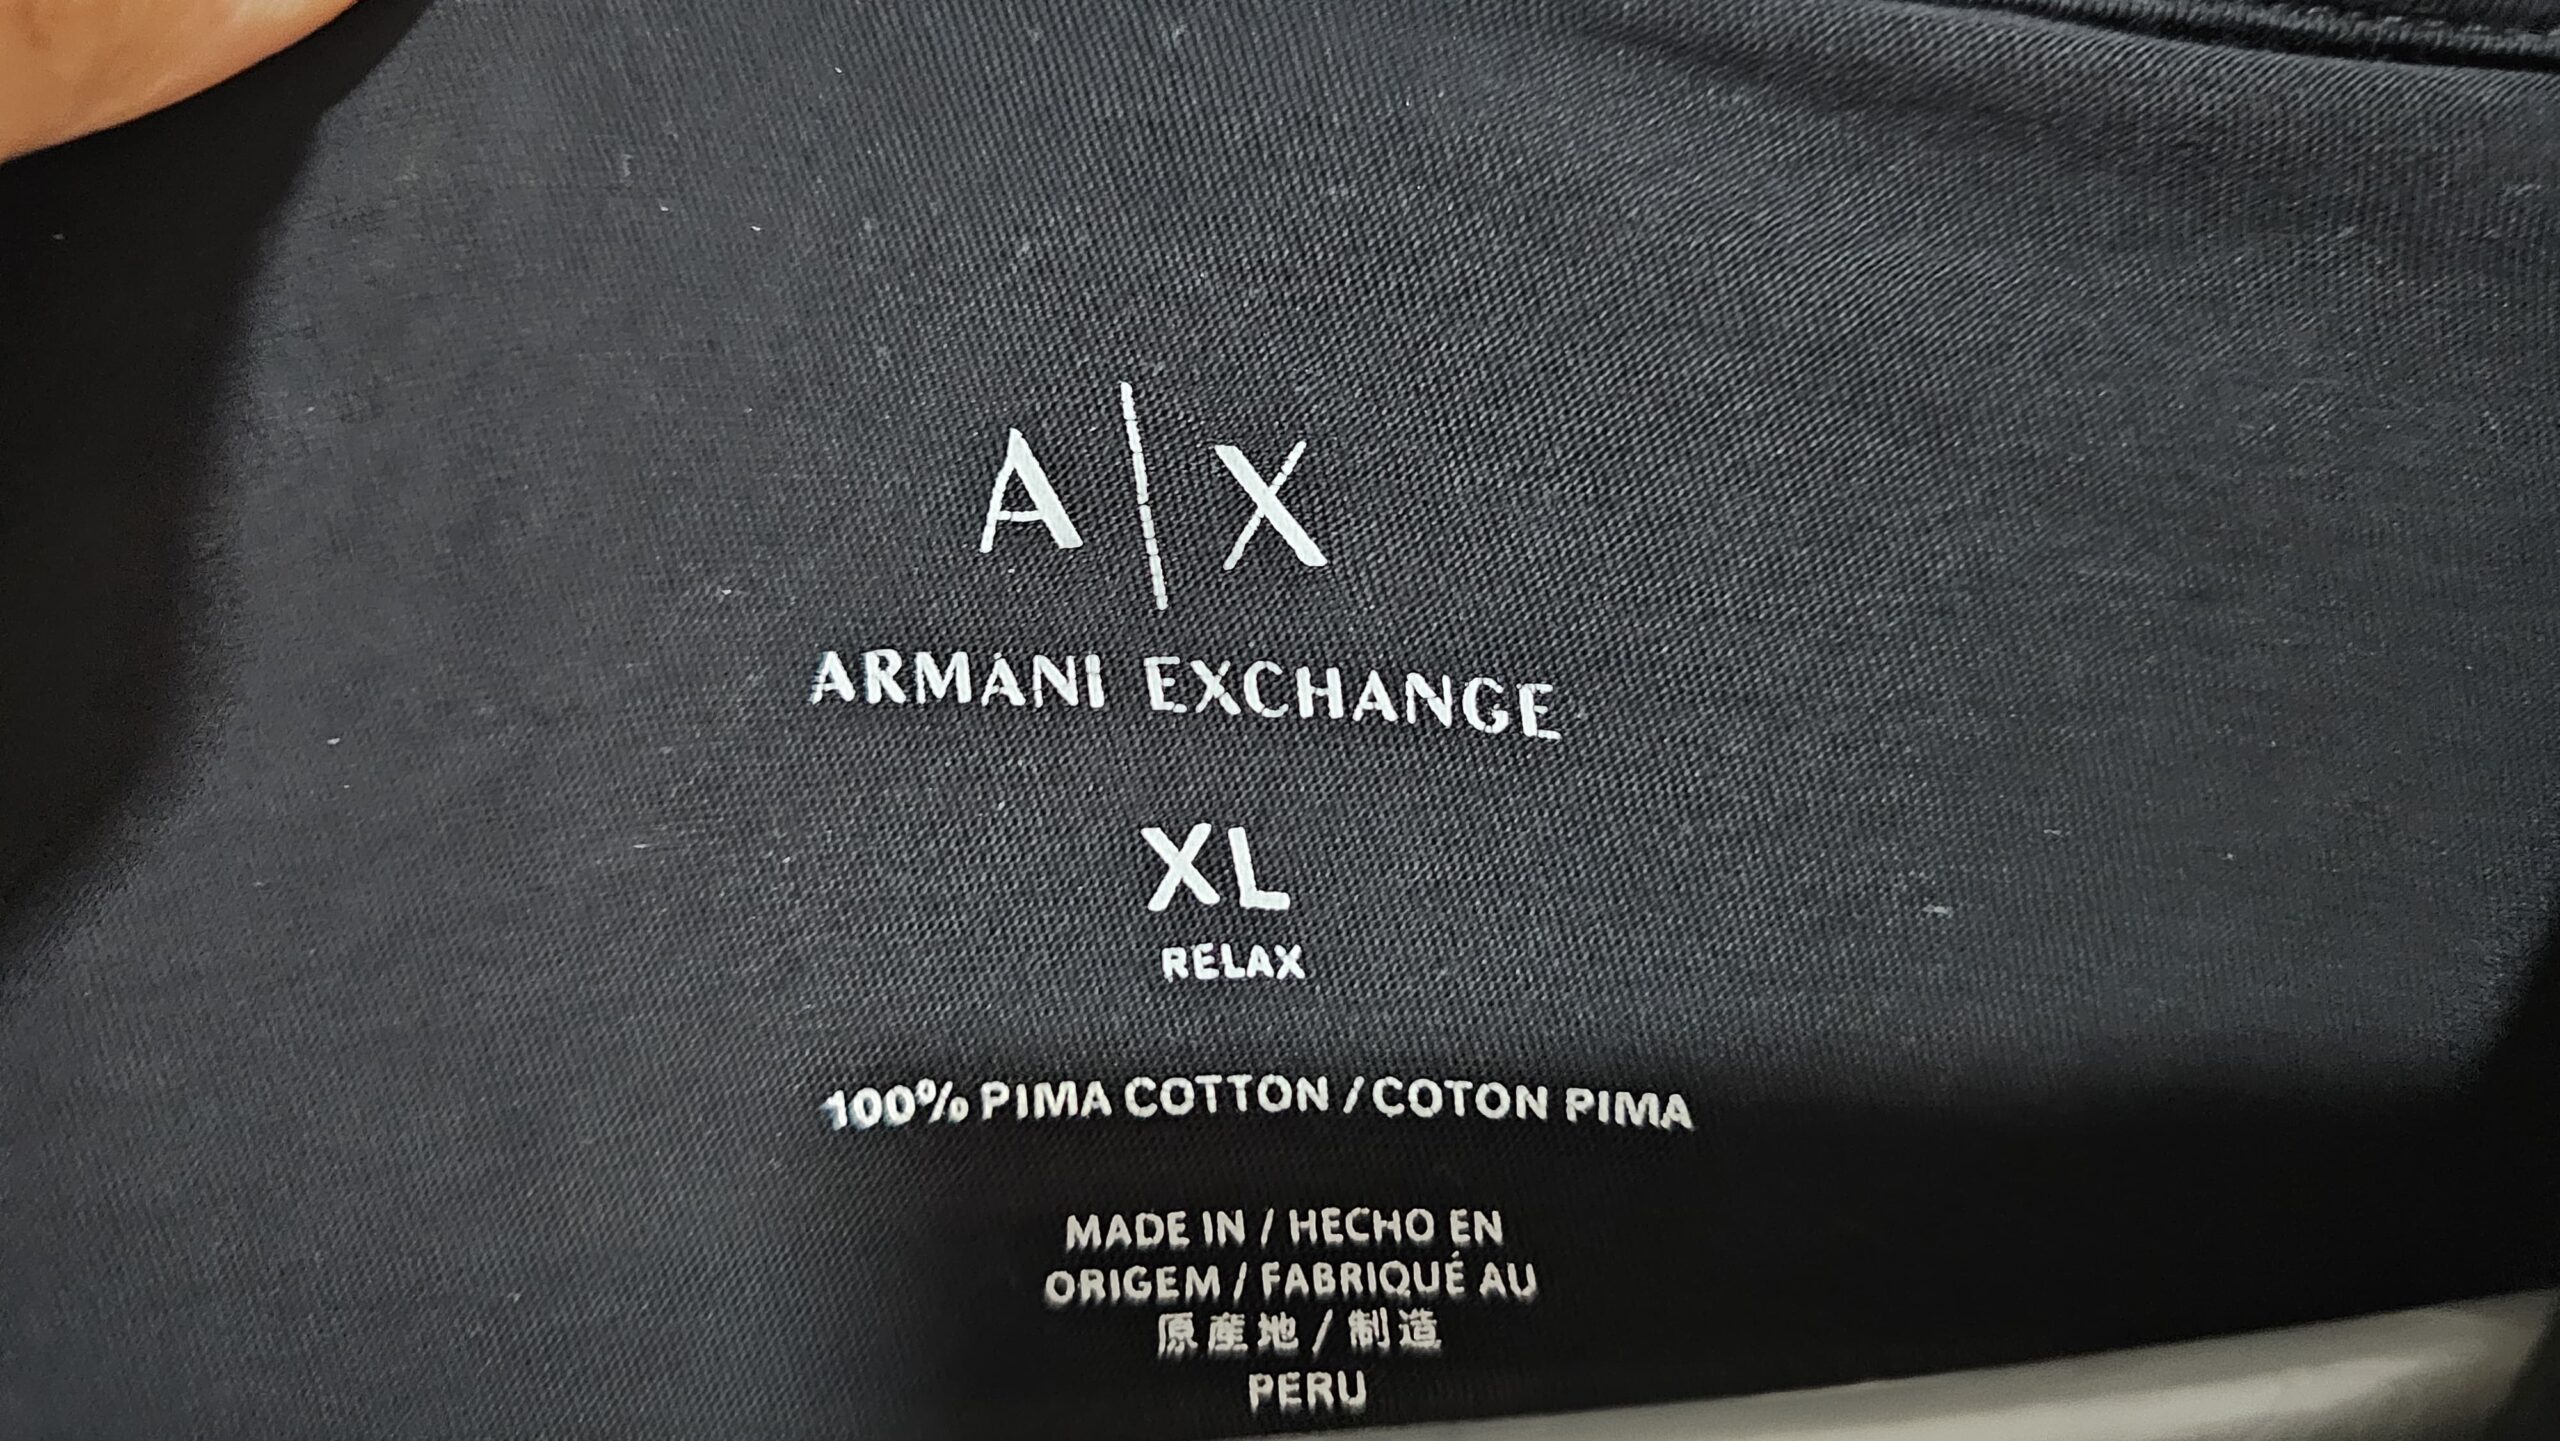 A|X
ARMANI EXCHANGE
XL
RELAX
100% PIMA COTTON / COTON PIMA
MADE IN / HECHO EN
ORIGEM / FABRIQUÉ AU
原産地 / 制造
PERU